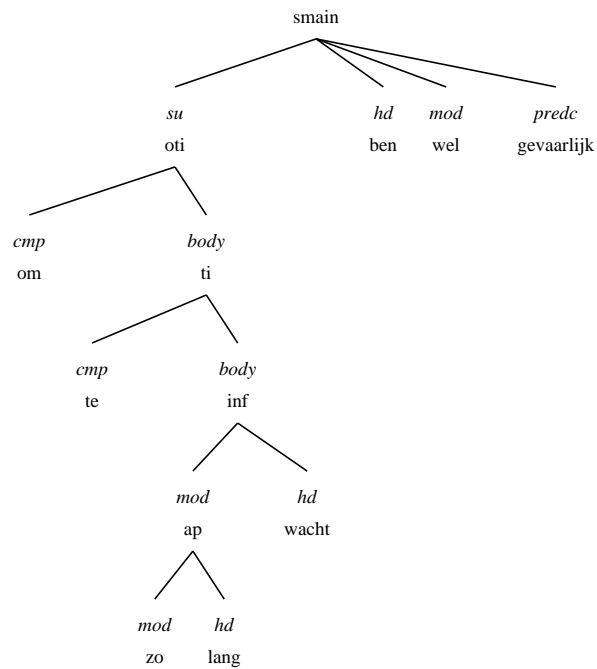 smain
su hd mod predc
oti ben wel gevaarlijk
cmp body
om ti
cmp body
te inf
mod hd
ap wacht
mod hd
zo lang